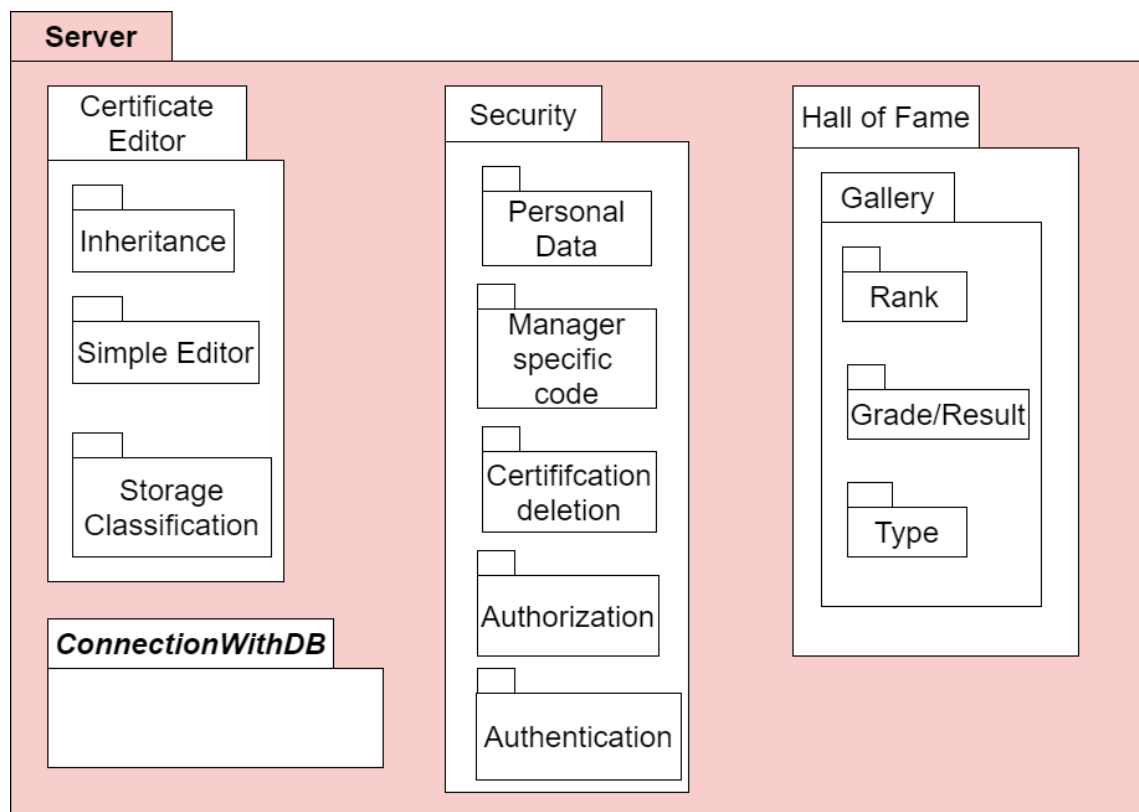 Server
Certificate
Editor
Inheritance
Simple Editor
Storage
Classification
ConnectionWithDB
Security
Personal
Data
Manager
specific
code
Certififcation
deletion
Authorization
Authentication
Hall of Fame
Gallery
Rank
Grade/Result
Type